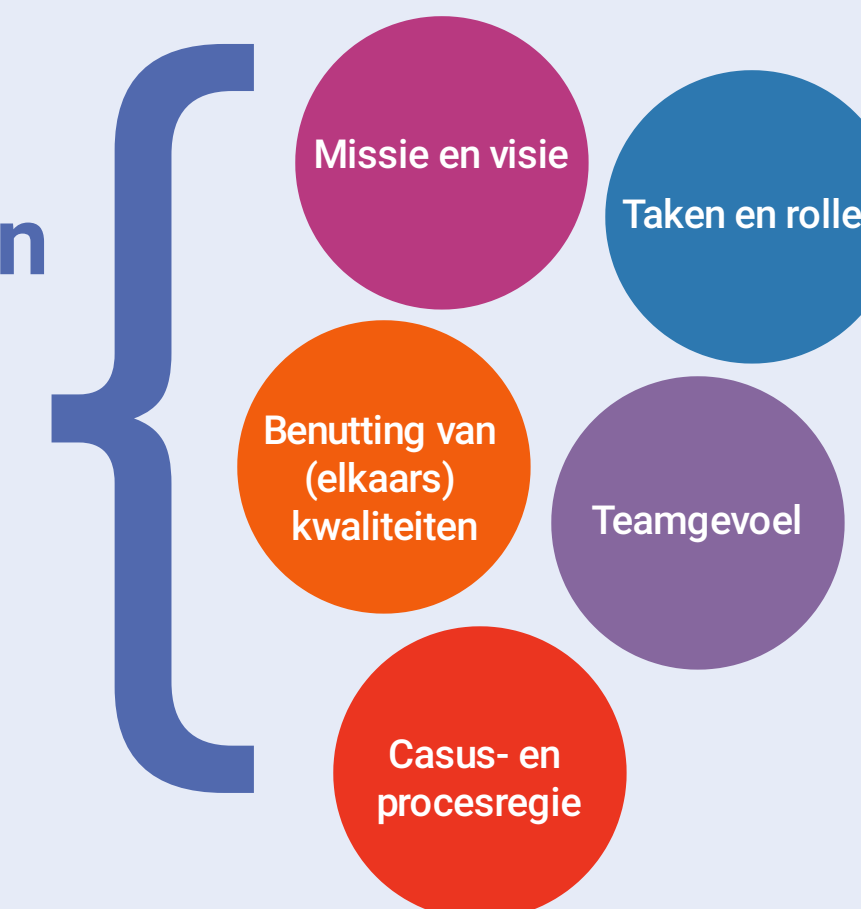 n
Missie en visie
Taken en rolle
Benutting van
(elkaars)
kwaliteiten
Teamgevoel
Casus- en
procesregie